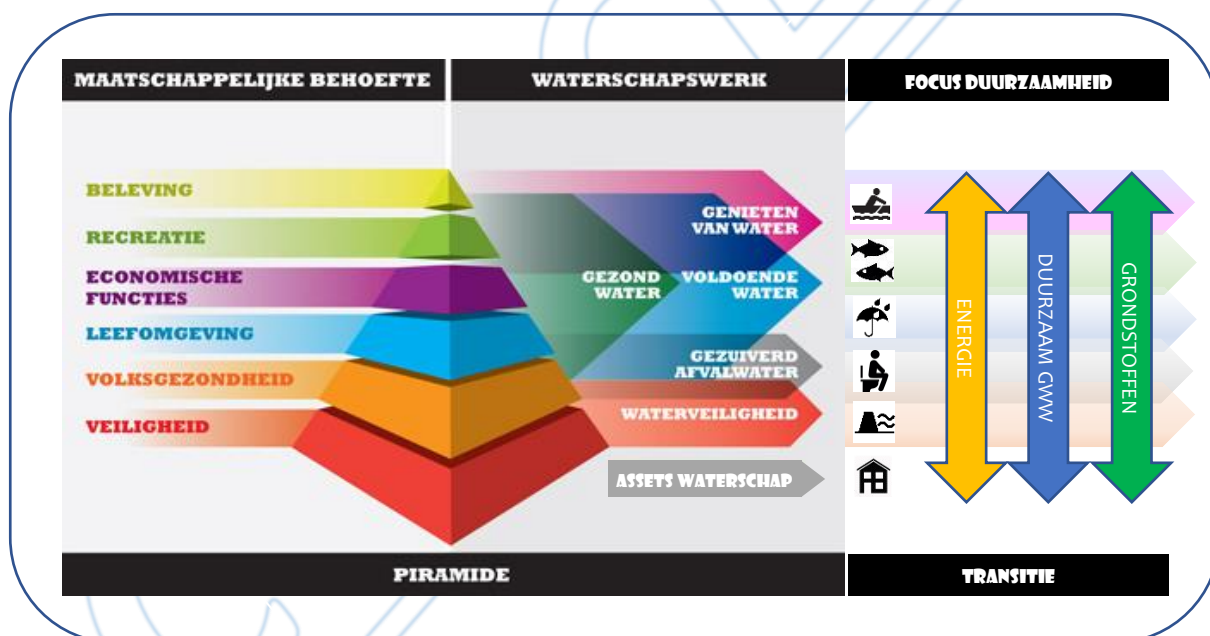 MAATSCHAPPELIJKE BEHOEFTE
WATERSCHAPSWERK
FOCUS DUURZAAMHEID
BELEVING
RECREATIE
ECONOMISCHE
FUNCTIES
LEEFOMGEVING
VOLKSGEZONDHEID
VEILIGHEID
GENIETEN
VAN WATER
GEZOND
WATER
VOLDOENDE
WATER
GEZUIVERD
AFVALWATER
WATERVEILIGHEID
ASSETS WATERSCHAP
ENERGIE
DUURZAAM GWW
GRONDSTOFFEN
PIRAMIDE
TRANSITIE